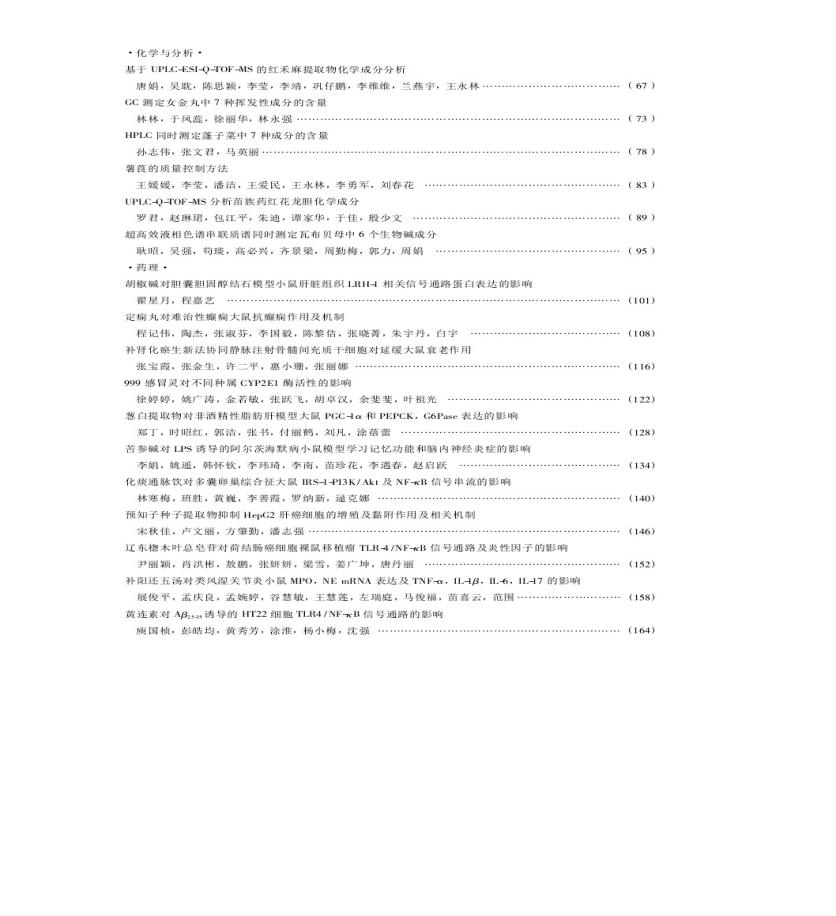 ·化学与分析·
基于 UPLC-ESI-Q-TOF-MS 的红禾麻提取物化学成分分析
唐娟，吴耽，陈思颖，李莹，李靖，巩仔鹏，李维维，兰燕宇，王永林 …………………………… ( 67 )
GC 测定女金丸中 7 种挥发性成分的含量
林林，于凤蕊，徐丽华，林永强 …………………………………………………………………… ( 73 )
HPLC 同时测定蓬子菜中 7 种成分的含量
孙志伟，张文君，马英丽 ………………………………………………………………………… ( 78 )
薯莨的质量控制方法
王媛媛，李莹，潘洁，王爱民，王永林，李勇军，刘春花 ……………………………………… ( 83 )
UPLC-Q-TOF-MS 分析苗族药红花龙胆化学成分
罗君，赵琳珺，包江平，朱迪，谭家华，于佳，殷少文 ………………………………………… ( 89 )
超高效液相色谱串联质谱同时测定瓦布贝母中 6 个生物碱成分
耿昭，吴强，苟琰，高必兴，齐景梁，周勤梅，郭力，周娟 …………………………………… ( 95 )
·药理·
胡椒碱对胆囊胆固醇结石模型小鼠肝脏组织 LRH-1 相关信号通路蛋白表达的影响
翟星月，程嘉艺 ………………………………………………………………………………… (101)
定痫丸对难治性癫痫大鼠抗癫痫作用及机制
程记伟，陶杰，张淑芬，李国毅，陈黎佶，张晓菁，朱宇丹，白宇 …………………………… (108)
补肾化瘀生新法协同静脉注射骨髓间充质干细胞对延缓大鼠衰老作用
张宝霞，张金生，许二平，惠小珊，张丽娜 …………………………………………………… (116)
999 感冒灵对不同种属 CYP2E1 酶活性的影响
徐婷婷，姚广涛，金若敏，张跃飞，胡卓汉，余斐斐，叶祖光 ………………………………… (122)
葱白提取物对非酒精性脂肪肝模型大鼠 PGC-1α 和 PEPCK，G6Pase 表达的影响
郑丁，时昭红，郭洁，张书，付丽鹤，刘凡，涂蓓蕾 ………………………………………… (128)
苦参碱对 LPS 诱导的阿尔茨海默病小鼠模型学习记忆功能和脑内神经炎症的影响
李娟，姚遥，韩怀钦，李玮琦，李南，苗珍花，李遇春，赵启跃 ……………………………… (134)
化痰通脉饮对多囊卵巢综合征大鼠 IRS-1-PI3K/Akt 及 NF-κB 信号串流的影响
林寒梅，班胜，黄巍，李善霞，罗纳新，逯克娜 ……………………………………………… (140)
预知子种子提取物抑制 HepG2 肝癌细胞的增殖及黏附作用及相关机制
宋秋佳，卢文丽，方肇勤，潘志强 ……………………………………………………………… (146)
辽东楤木叶总皂苷对荷结肠癌细胞裸鼠移植瘤 TLR-4/NF-κB 信号通路及炎性因子的影响
尹丽颖，肖洪彬，敖鹏，张妍妍，梁雪，姜广坤，唐丹丽 …………………………………… (152)
补阳还五汤对类风湿关节炎小鼠 MPO，NE mRNA 表达及 TNF-α，IL-1β，IL-6，IL-17 的影响
展俊平，孟庆良，孟婉婷，谷慧敏，王慧莲，左瑞庭，马俊福，苗喜云，范围 ……………………… (158)
黄连素对 Aβ25-35诱导的 HT22 细胞 TLR4/NF-κB 信号通路的影响
庾国桢，彭皓均，黄秀芳，涂淮，杨小梅，沈强 ……………………………………………… (164)